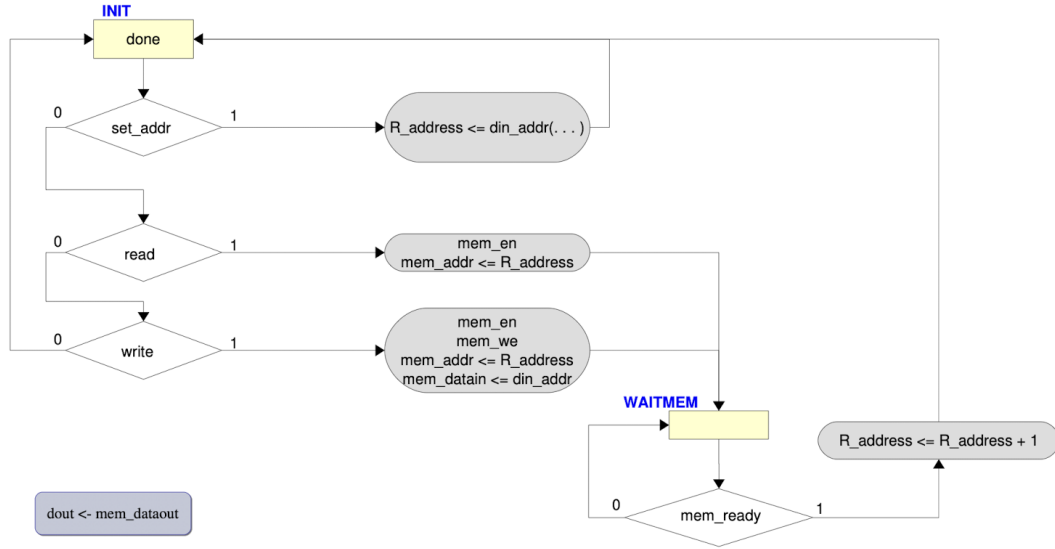 INIT
done
0
set_addr
1
R_address <= din_addr(. . . )
0
read
1
mem_en
mem_addr <= R_address
0
write
1
mem_en
mem_we
mem_addr <= R_address
mem_datain <= din_addr
WAITMEM
R_address <= R_address + 1
0
mem_ready
1
dout <- mem_dataout